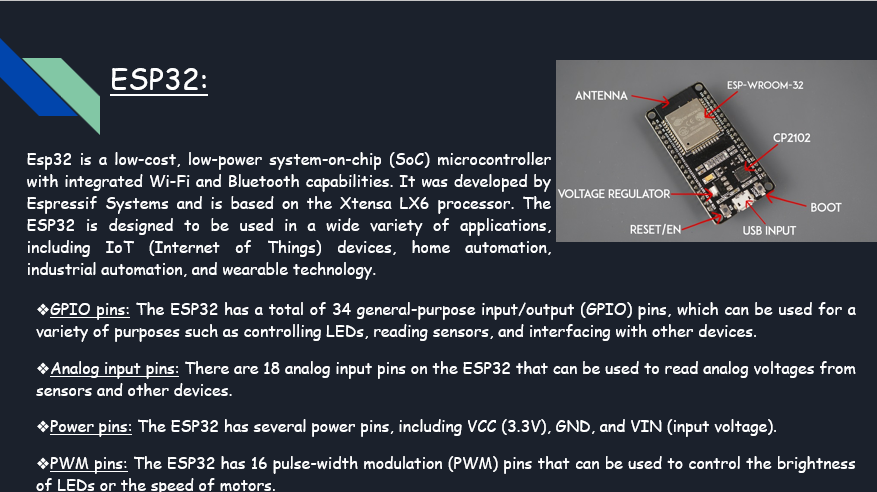 ESP32:
ANTENNA
ESP-WROOM-32
CP2102
VOLTAGE REGULATOR
BOOT
RESET/EN
USB INPUT
Esp32 is a low-cost, low-power system-on-chip (SoC) microcontroller
with integrated Wi-Fi and Bluetooth capabilities. It was developed by
Espressif Systems and is based on the Xtensa LX6 processor. The
ESP32 is designed to be used in a wide variety of applications,
including IoT (Internet of Things) devices, home automation,
industrial automation, and wearable technology.
❖GPIO pins: The ESP32 has a total of 34 general-purpose input/output (GPIO) pins, which can be used for a
variety of purposes such as controlling LEDs, reading sensors, and interfacing with other devices.
❖Analog input pins: There are 18 analog input pins on the ESP32 that can be used to read analog voltages from
sensors and other devices.
❖Power pins: The ESP32 has several power pins, including VCC (3.3V), GND, and VIN (input voltage).
❖PWM pins: The ESP32 has 16 pulse-width modulation (PWM) pins that can be used to control the brightness
of LEDs or the speed of motors.